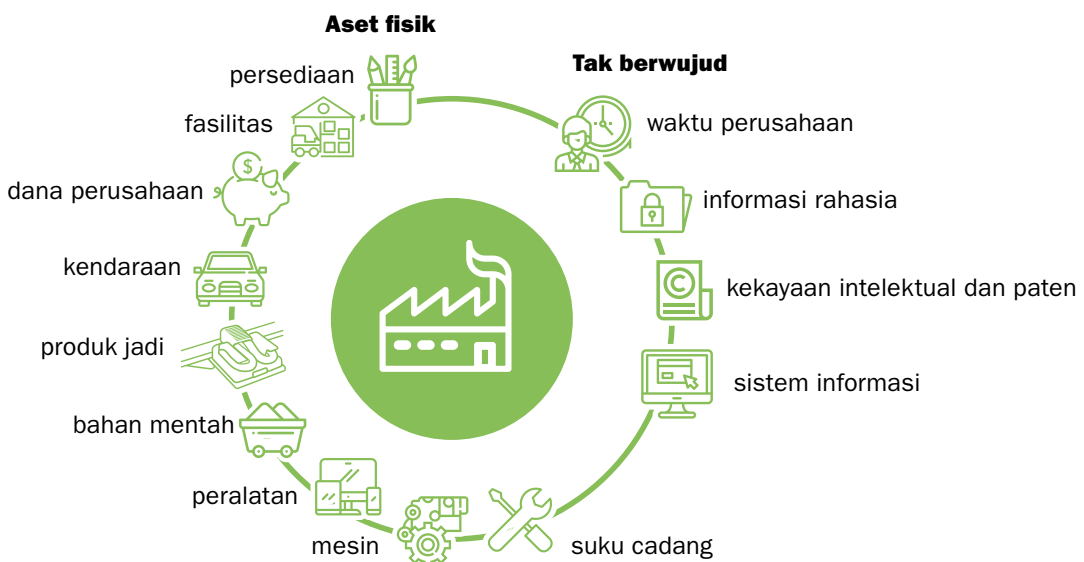 Aset fisik
persediaan
fasilitas
dana perusahaan
kendaraan
produk jadi
bahan mentah
peralatan
mesin
suku cadang
Tak berwujud
waktu perusahaan
informasi rahasia
kekayaan intelektual dan paten
sistem informasi
$
C